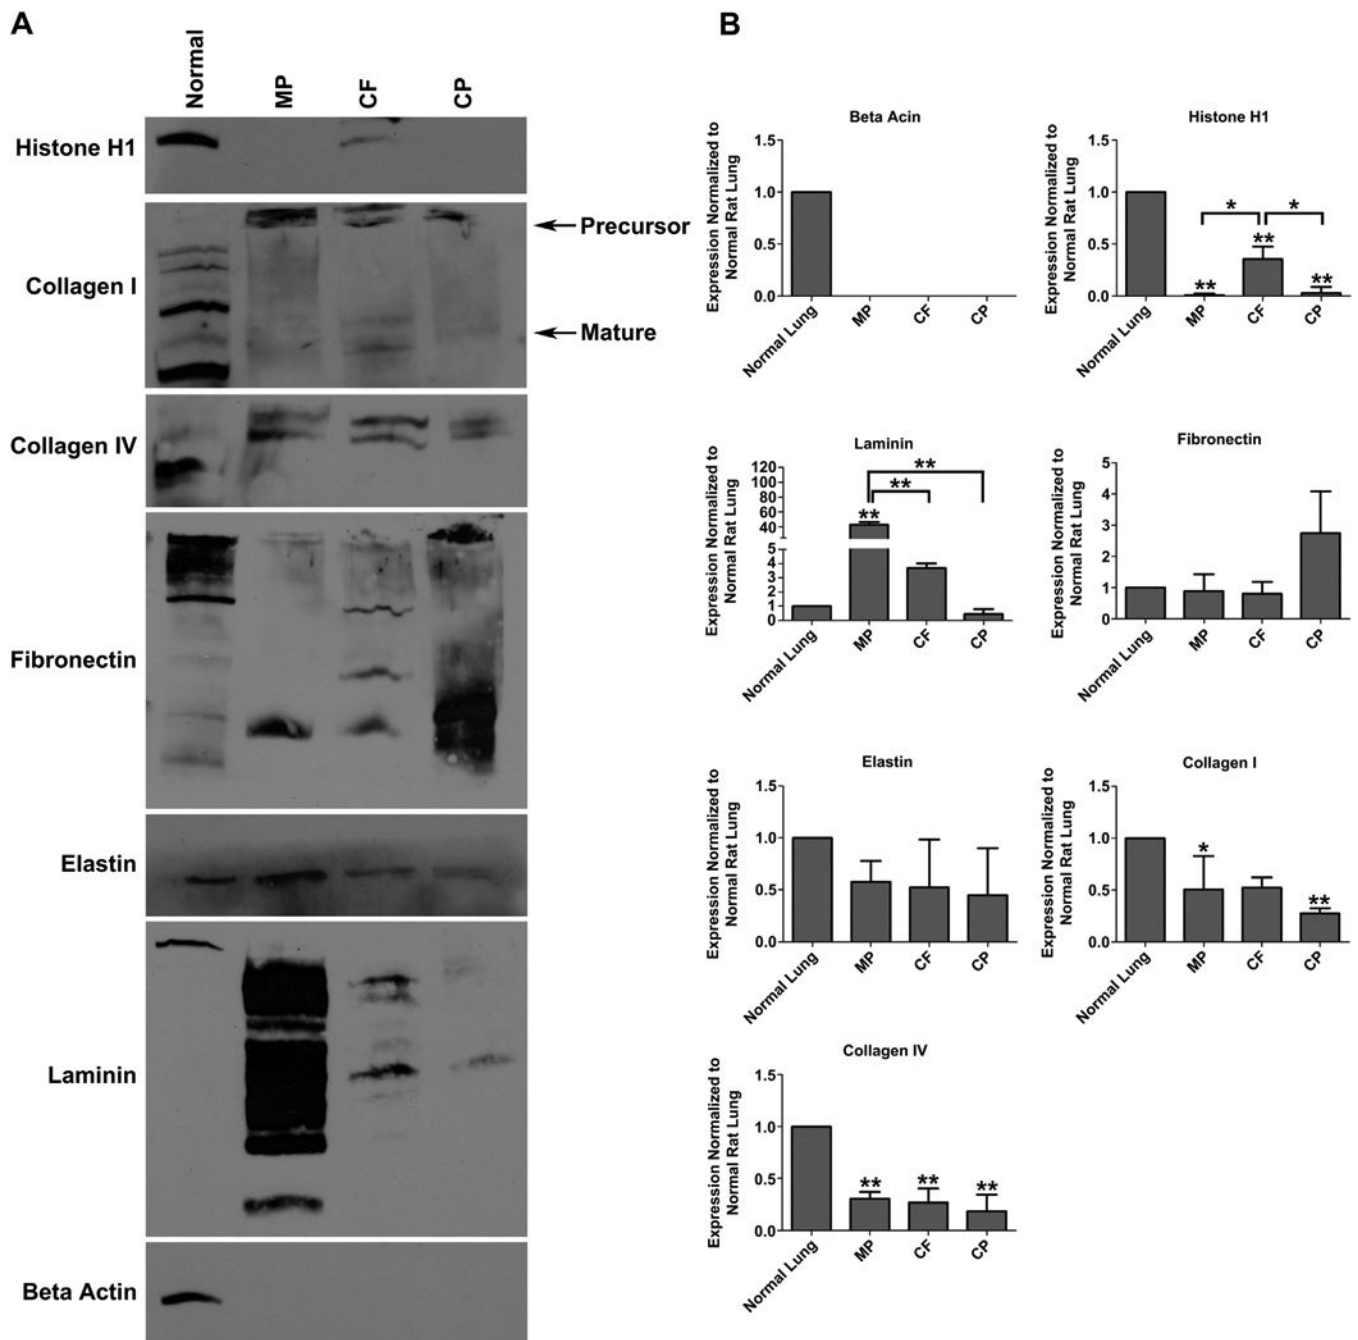 A
Normal
MP
CF
CP
Histone H1
Collagen I
Precursor
Mature
Collagen IV
Fibronectin
Elastin
Laminin
Beta Actin
B
Beta Acin
Expression Normalized to
Normal Rat Lung
1.5
1.0
0.5
0.0
Normal Lung
MP
CF
CP
Histone H1
Expression Normalized to
Normal Rat Lung
1.5
1.0
0.5
0.0
*
*
**
**
**
Normal Lung
MP
CF
CP
Laminin
Expression Normalized to
Normal Rat Lung
120
100
80
60
40
5
4
3
2
1
0
**
**
**
Normal Lung
MP
CF
CP
Fibronectin
Expression Normalized to
Normal Rat Lung
5
4
3
2
1
0
Normal Lung
MP
CF
CP
Elastin
Expression Normalized to
Normal Rat Lung
1.5
1.0
0.5
0.0
Normal Lung
MP
CF
CP
Collagen I
Expression Normalized to
Normal Rat Lung
1.5
1.0
0.5
0.0
*
**
Normal Lung
MP
CF
CP
Collagen IV
Expression Normalized to
Normal Rat Lung
1.5
1.0
0.5
0.0
**
**
**
Normal Lung
MP
CF
CP